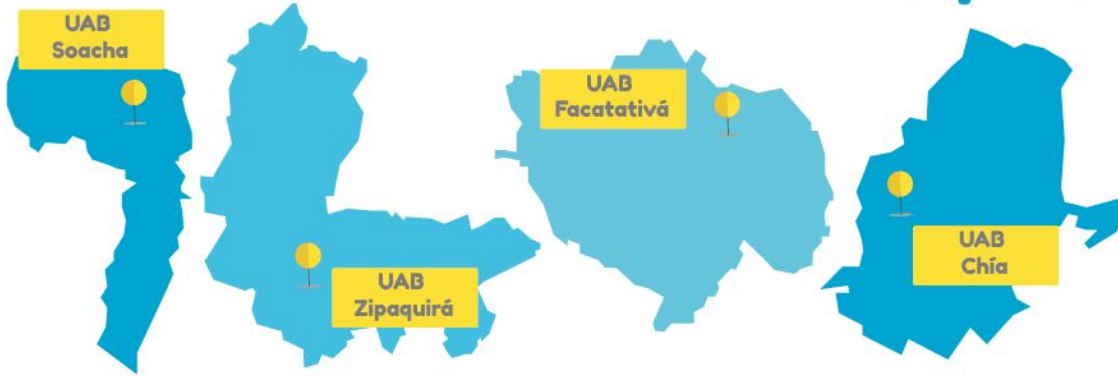 UAB
Soacha
UAB
Zipaquirá
UAB
Facatativá
UAB
Chía